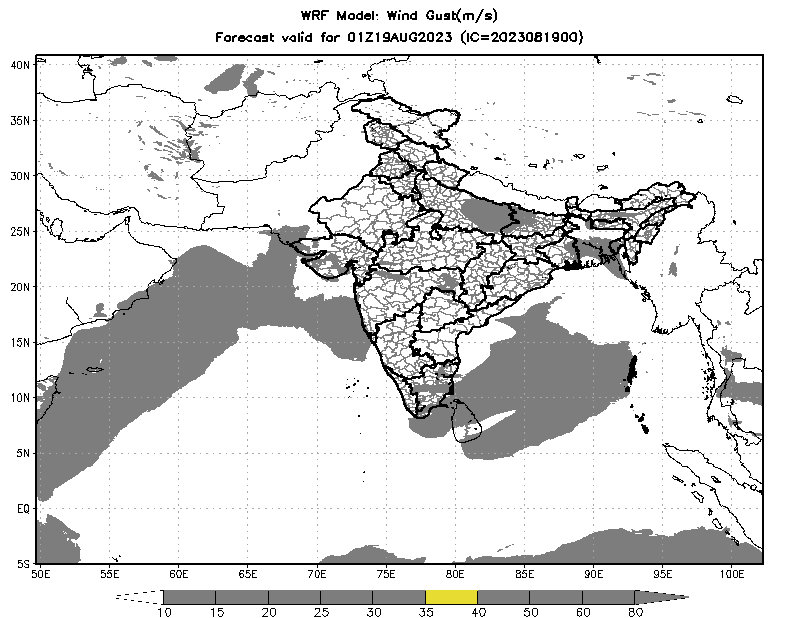 WRF Model: Wind Gust(m/s)
Forecast valid for 01Z19AUG2023 (IC=2023081900)
40N
35N
30N
25N
20N
15N
10N
5N
EQ
5S
50E 55E 60E 65E 70E 75E 80E 85E 90E 95E 100E
10 15 20 25 30 35 40 50 60 80